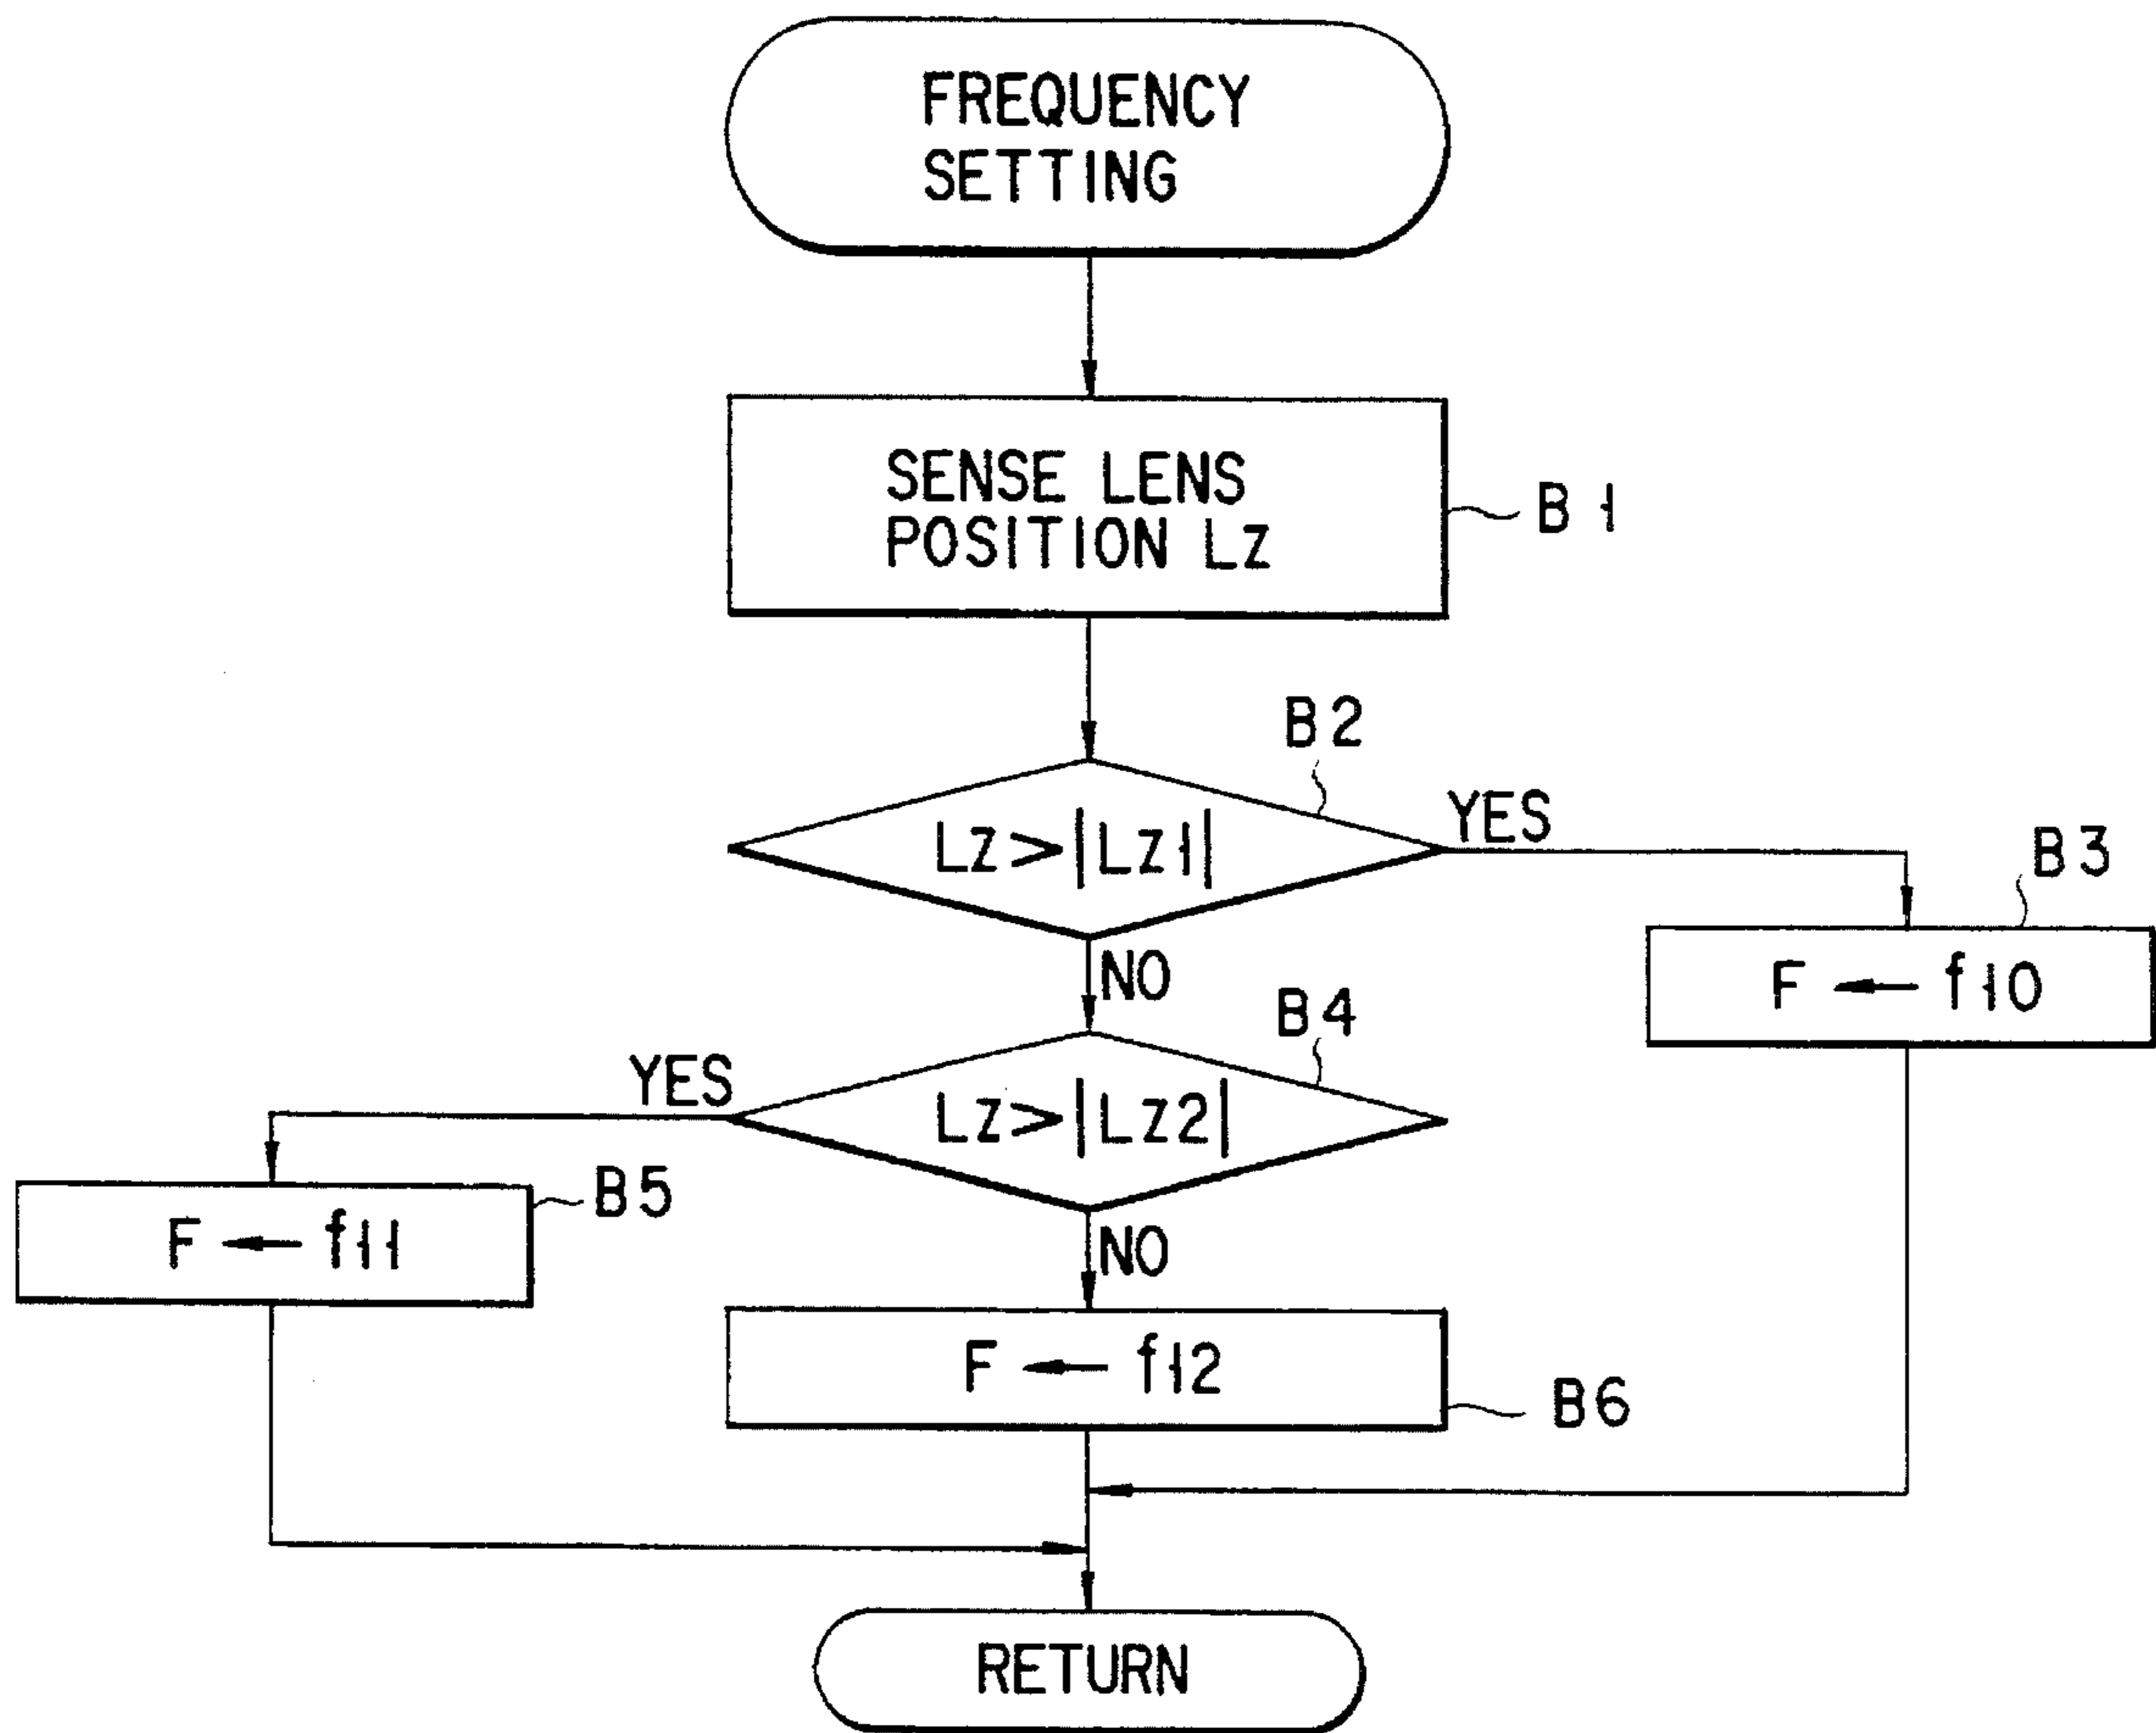 FREQUENCY
SETTING
SENSE LENS
POSITION Lz
B1
B2
Lz>|Lz1|
YES
B3
F ← f10
NO
B4
YES
Lz>|Lz2|
B5
F ← f11
NO
F ← f12
B6
RETURN